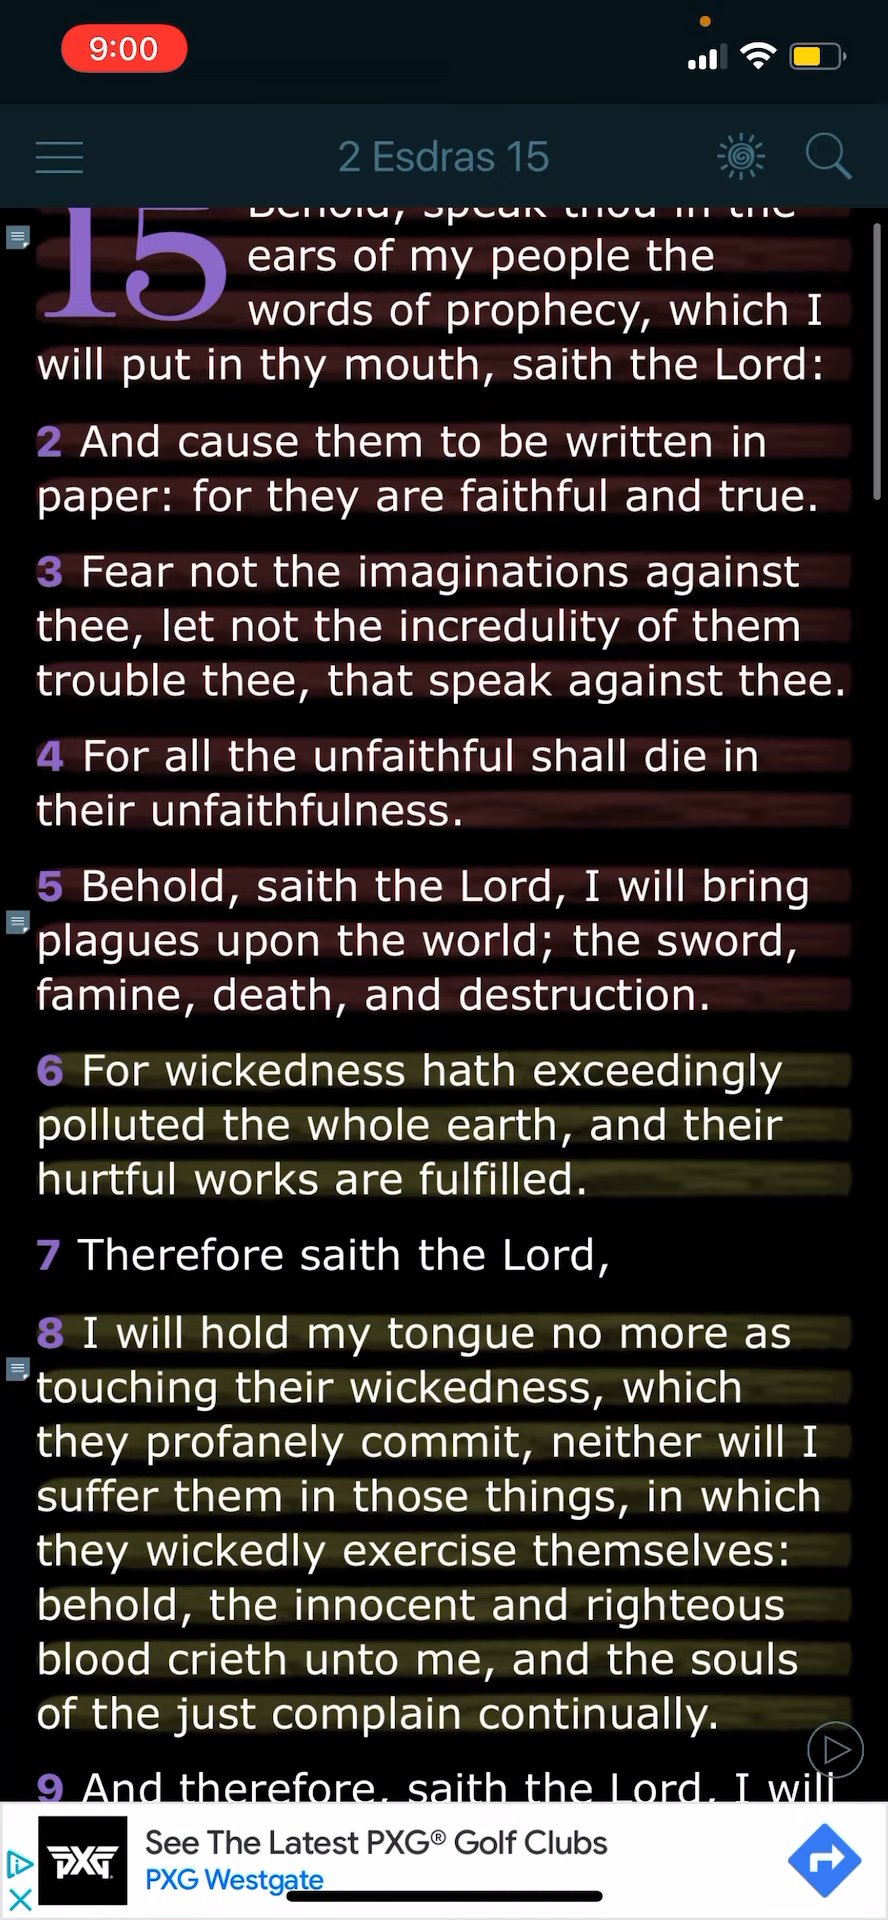 9:00
2 Esdras 15
15 Behold, speak thou in the
ears of my people the
words of prophecy, which I
will put in thy mouth, saith the Lord:
2 And cause them to be written in
paper: for they are faithful and true.
3 Fear not the imaginations against
thee, let not the incredulity of them
trouble thee, that speak against thee.
4 For all the unfaithful shall die in
their unfaithfulness.
5 Behold, saith the Lord, I will bring
plagues upon the world; the sword,
famine, death, and destruction.
6 For wickedness hath exceedingly
polluted the whole earth, and their
hurtful works are fulfilled.
7 Therefore saith the Lord,
8 I will hold my tongue no more as
touching their wickedness, which
they profanely commit, neither will I
suffer them in those things, in which
they wickedly exercise themselves:
behold, the innocent and righteous
blood crieth unto me, and the souls
of the just complain continually.
9 And therefore, saith the Lord, I will
See The Latest PXG® Golf Clubs
PXG
PXG Westgate